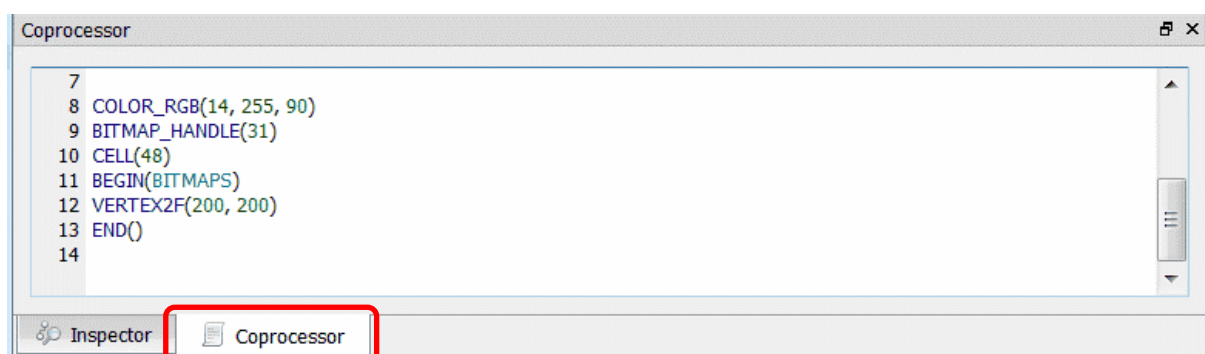 Coprocessor
7
8 COLOR_RGB(14, 255, 90)
9 BITMAP_HANDLE(31)
10 CELL(48)
11 BEGIN(BITMAPS)
12 VERTEX2F(200, 200)
13 END()
14
Inspector Coprocessor